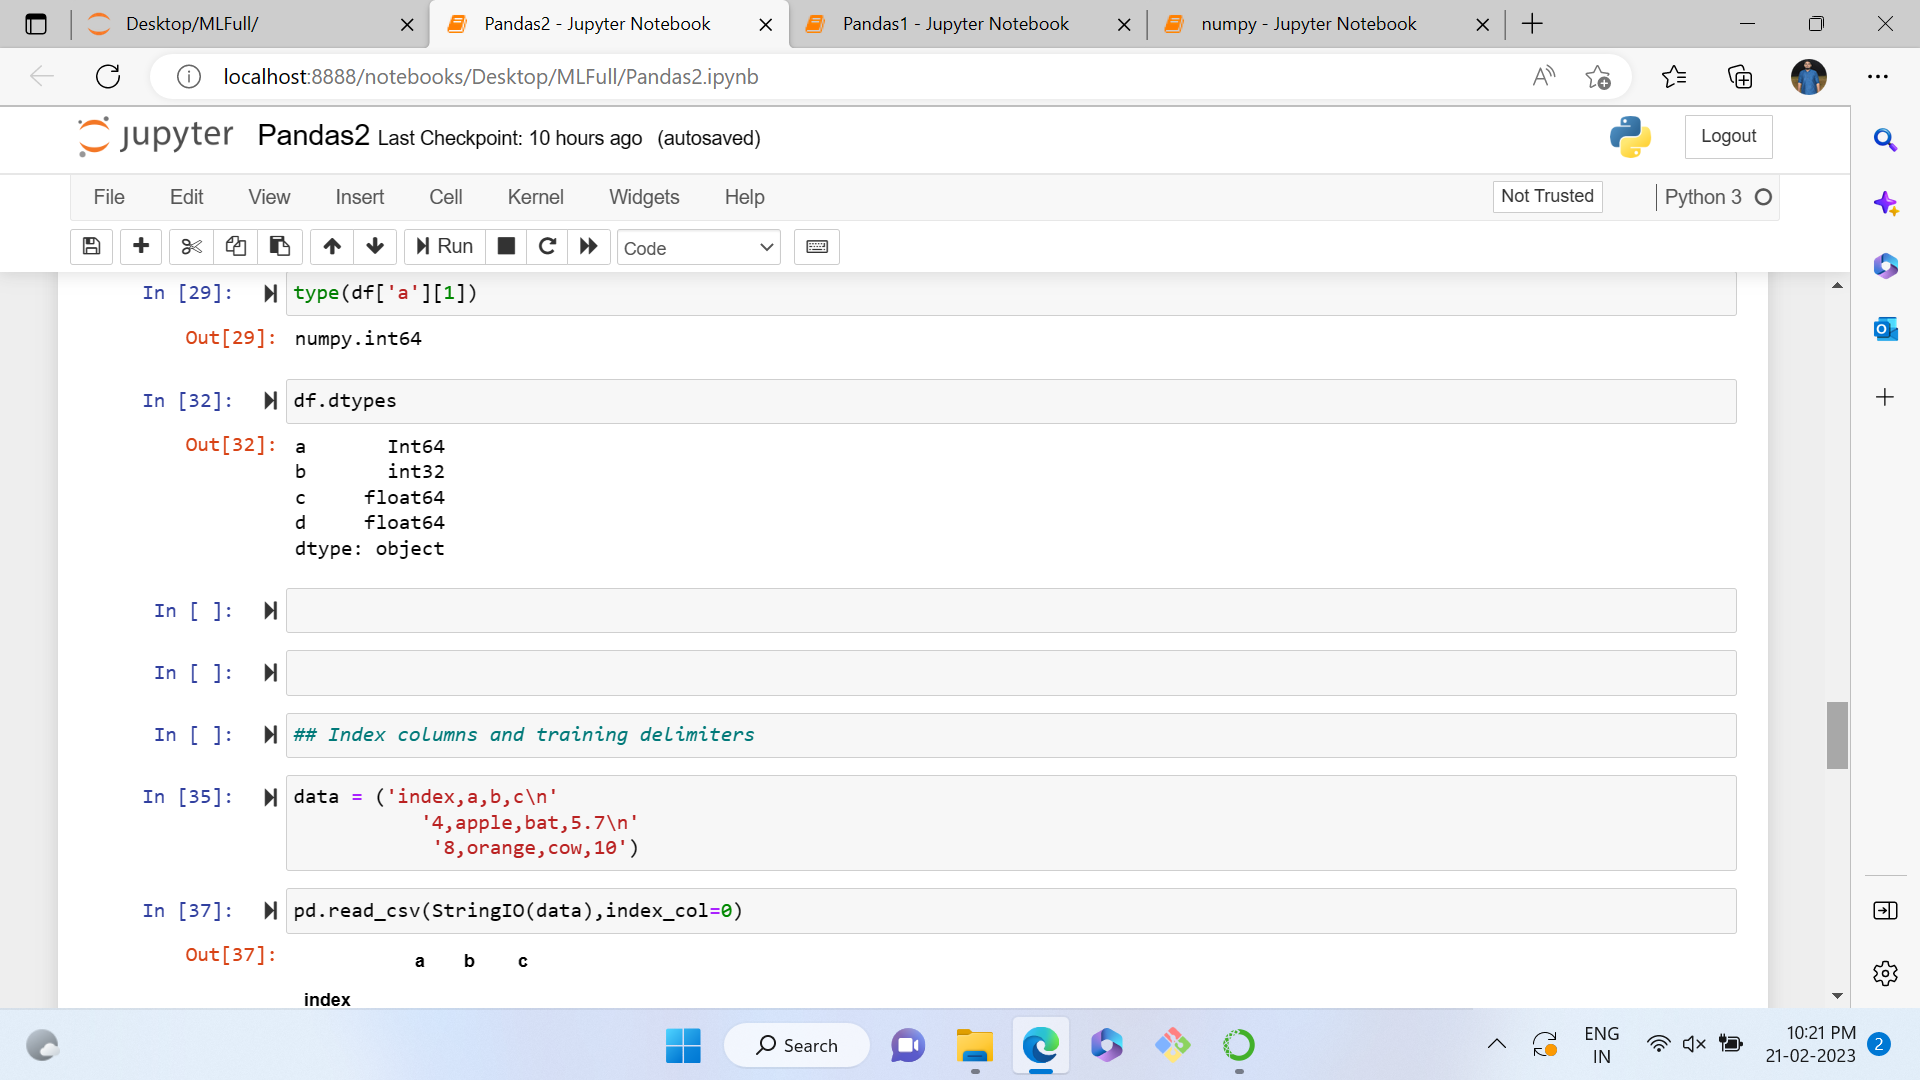 Desktop/MLFull/
Pandas2 - Jupyter Notebook
Pandas1 - Jupyter Notebook
numpy - Jupyter Notebook
localhost:8888/notebooks/Desktop/MLFull/Pandas2.ipynb
jupyter Pandas2 Last Checkpoint: 10 hours ago (autosaved)
Logout
File Edit View Insert Cell Kernel Widgets Help
Not Trusted
Python 3
Run
Code
In [29]: type(df['a'][1])
Out[29]: numpy.int64
In [32]: df.dtypes
Out[32]: a Int64
b int32
c float64
d float64
dtype: object
In [ ]:
In [ ]:
In [ ]: ## Index columns and training delimiters
In [35]: data = ('index,a,b,c\n'
'4,apple,bat,5.7\n'
'8,orange,cow,10')
In [37]: pd.read_csv(StringIO(data),index_col=0)
Out[37]: a b c
index
Search
ENG
IN
10:21 PM
21-02-2023
2